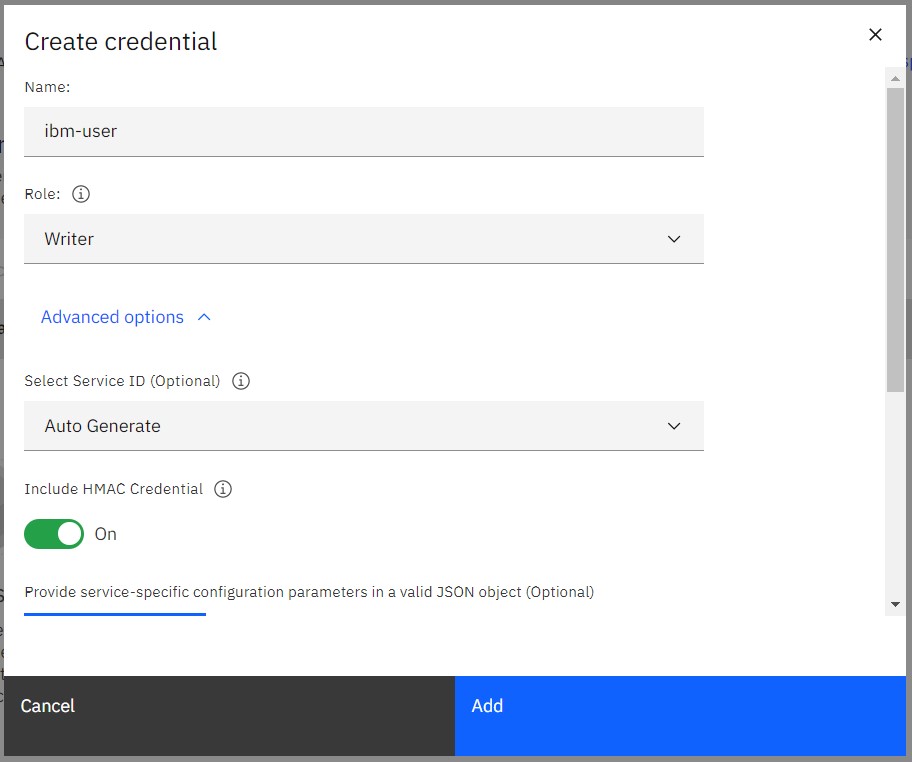 Create credential
Name:
ibm-user
Role:
Writer
Advanced options
Select Service ID (Optional)
Auto Generate
Include HMAC Credential
On
Provide service-specific configuration parameters in a valid JSON object (Optional)
Cancel
Add